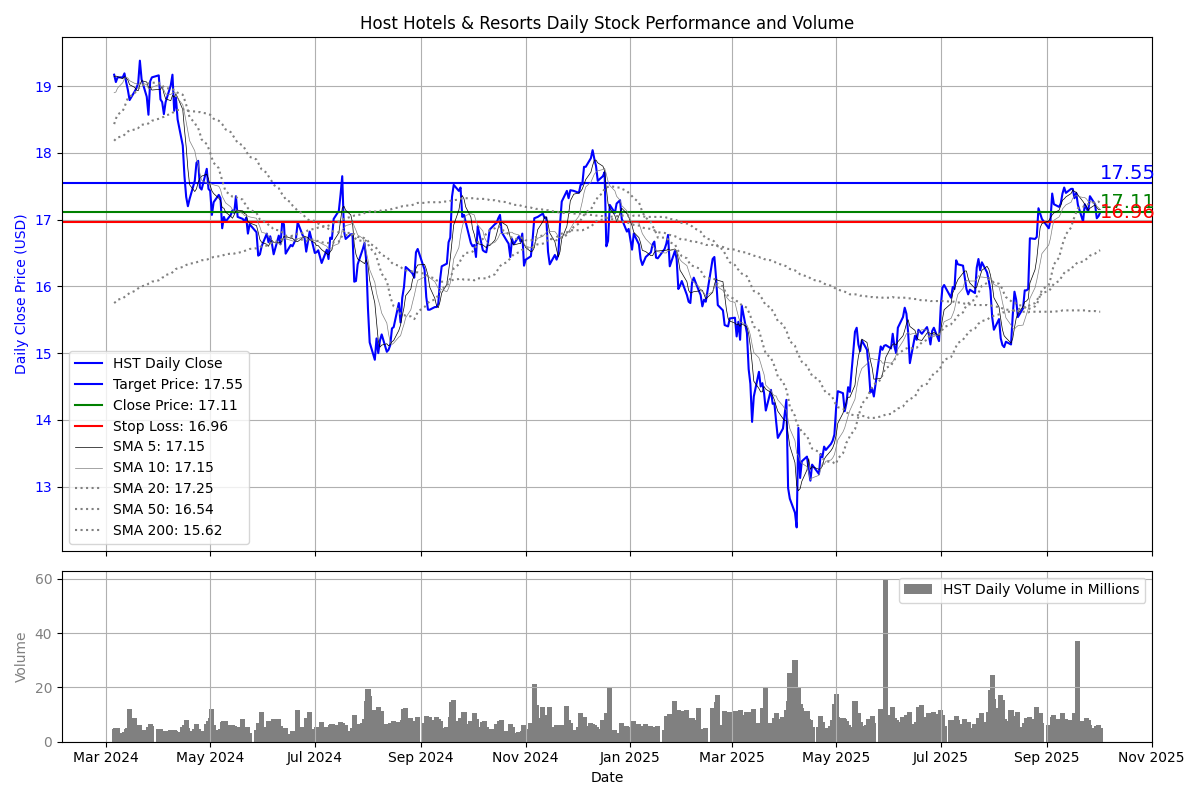 Host Hotels & Resorts Daily Stock Performance and Volume
Daily Close Price (USD)
19
18
17
16
15
14
13
17.55
17.11
16.96
HST Daily Close
Target Price: 17.55
Close Price: 17.11
Stop Loss: 16.96
SMA 5: 17.15
SMA 10: 17.15
SMA 20: 17.25
SMA 50: 16.54
SMA 200: 15.62
Volume
60
40
20
0
HST Daily Volume in Millions
Mar 2024 May 2024 Jul 2024 Sep 2024 Nov 2024 Jan 2025 Mar 2025 May 2025 Jul 2025 Sep 2025 Nov 2025
Date